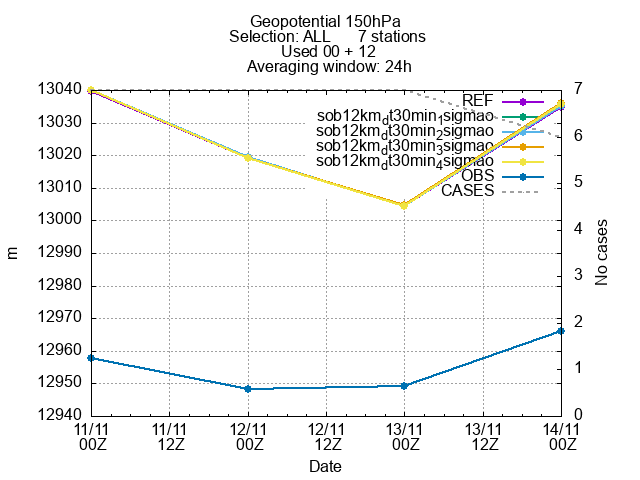 Geopotential 150hPa
Selection: ALL 7 stations
Used 00 + 12
Averaging window: 24h
REF
sob12km_dt30min_1sigmao
sob12km_dt30min_2sigmao
sob12km_dt30min_3sigmao
sob12km_dt30min_4sigmao
OBS
CASES
13040
13030
13020
13010
13000
12990
12980
12970
12960
12950
12940
m
7
6
5
4
3
2
1
0
No cases
11/11 11/11 12/11 12/11 13/11 13/11 14/11
00Z 12Z 00Z 12Z 00Z 12Z 00Z
Date